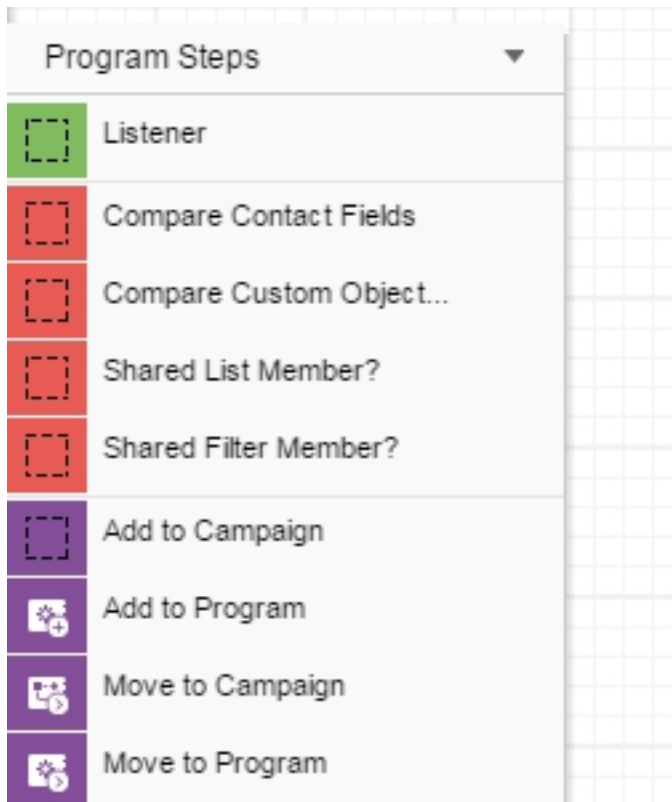 Program Steps
Listener
Compare Contact Fields
Compare Custom Object...
Shared List Member?
Shared Filter Member?
Add to Campaign
Add to Program
Move to Campaign
Move to Program